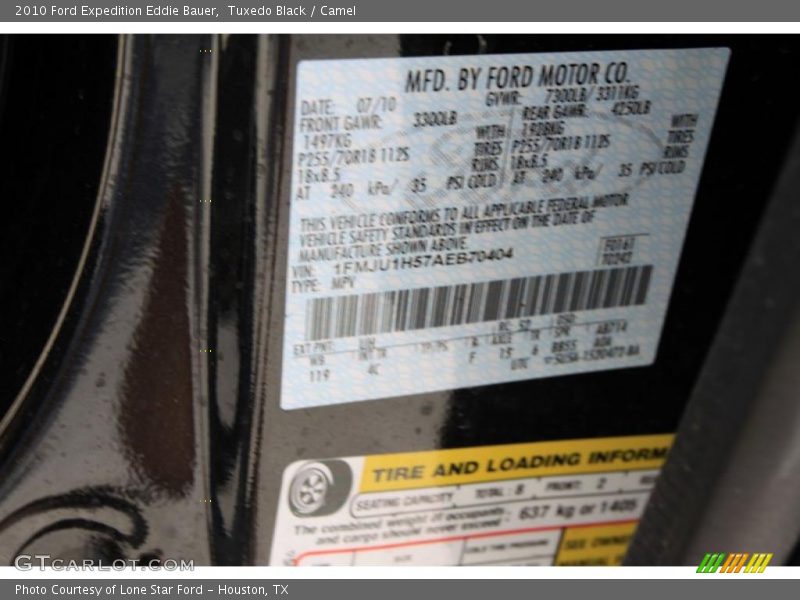 2010 Ford Expedition Eddie Bauer, Tuxedo Black / Camel
MFD. BY FORD MOTOR CO.
DATE: 07/10 GVWR: 7300LB/ 3311KG
FRONT GAWR: 3300LB REAR GAWR: 4250LB
1497KG WITH 1928KG WITH
P255/70R18 112S TIRES P255/70R18 112S TIRES
18x8.5 RIMS 18x8.5 RIMS
AT 240 kPa/ 35 PSI COLD AT 240 kPa/ 35 PSI COLD
THIS VEHICLE CONFORMS TO ALL APPLICABLE FEDERAL MOTOR
VEHICLE SAFETY STANDARDS IN EFFECT ON THE DATE OF
MANUFACTURE SHOWN ABOVE.
VIN: 1FMJU1H57AEB70404
TYPE: MPV
EXT PNT:
119 4C
TIRE AND LOADING INFORM
SEATING CAPACITY TOTAL: 8 FRONT: 2
The combined weight of occupants
and cargo should never exceed : 637 kg or 1405
SEE OWNER
MANUAL
GTcarlot.com
Photo Courtesy of Lone Star Ford - Houston, TX